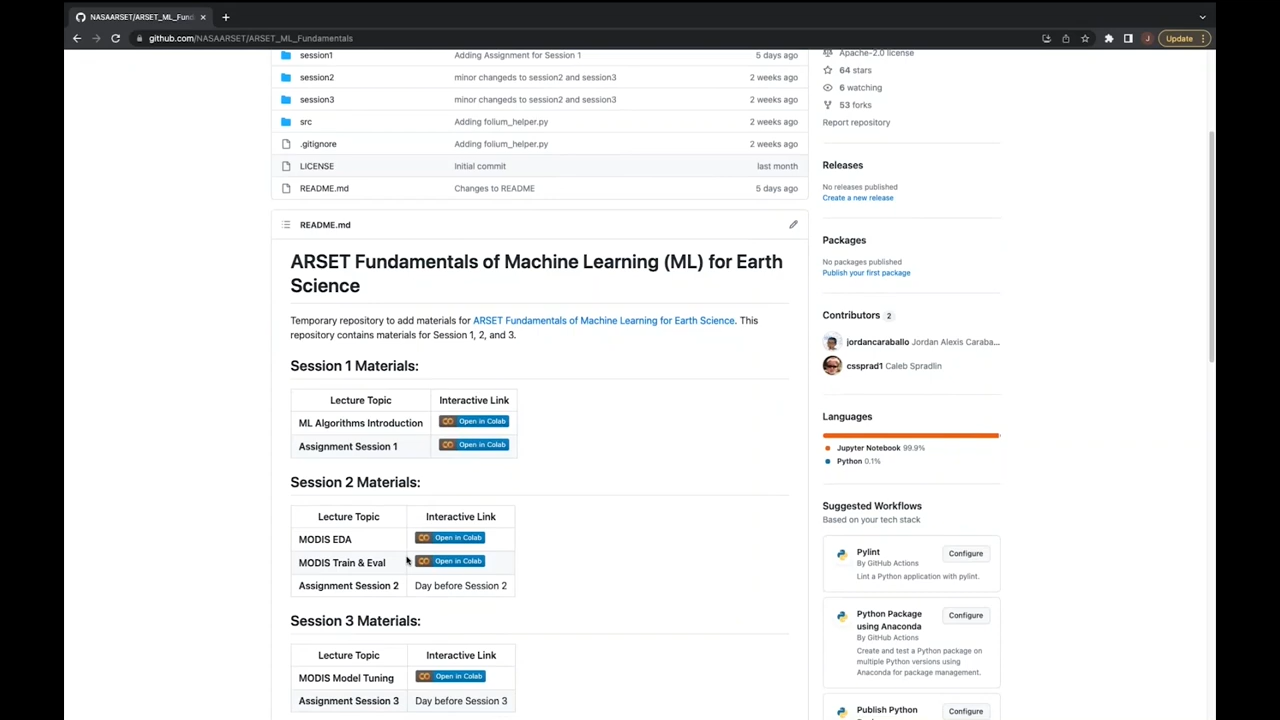 NASAARSET/ARSET_ML_Fund
github.com/NASAARSET/ARSET_ML_Fundamentals
J
Update
session1 Adding Assignment for Session 1 5 days ago
session2 minor changeds to session2 and session3 2 weeks ago
session3 minor changeds to session2 and session3 2 weeks ago
src Adding folium_helper.py 2 weeks ago
.gitignore Adding folium_helper.py 2 weeks ago
LICENSE Initial commit last month
README.md Changes to README 5 days ago
README.md
ARSET Fundamentals of Machine Learning (ML) for Earth
Science
Temporary repository to add materials for ARSET Fundamentals of Machine Learning for Earth Science. This
repository contains materials for Session 1, 2, and 3.
Session 1 Materials:
Lecture Topic Interactive Link
ML Algorithms Introduction Open in Colab
Assignment Session 1 Open in Colab
Session 2 Materials:
Lecture Topic Interactive Link
MODIS EDA Open in Colab
MODIS Train & Eval Open in Colab
Assignment Session 2 Day before Session 2
Session 3 Materials:
Lecture Topic Interactive Link
MODIS Model Tuning Open in Colab
Assignment Session 3 Day before Session 3
Apache-2.0 license
64 stars
6 watching
53 forks
Report repository
Releases
No releases published
Create a new release
Packages
No packages published
Publish your first package
Contributors 2
jordancaraballo Jordan Alexis Caraba...
cssprad1 Caleb Spradlin
Languages
Jupyter Notebook 99.9%
Python 0.1%
Suggested Workflows
Based on your tech stack
Pylint Configure
By GitHub Actions
Lint a Python application with pylint.
Python Package Configure
using Anaconda
By GitHub Actions
Create and test a Python package on
multiple Python versions using
Anaconda for package management.
Publish Python Configure